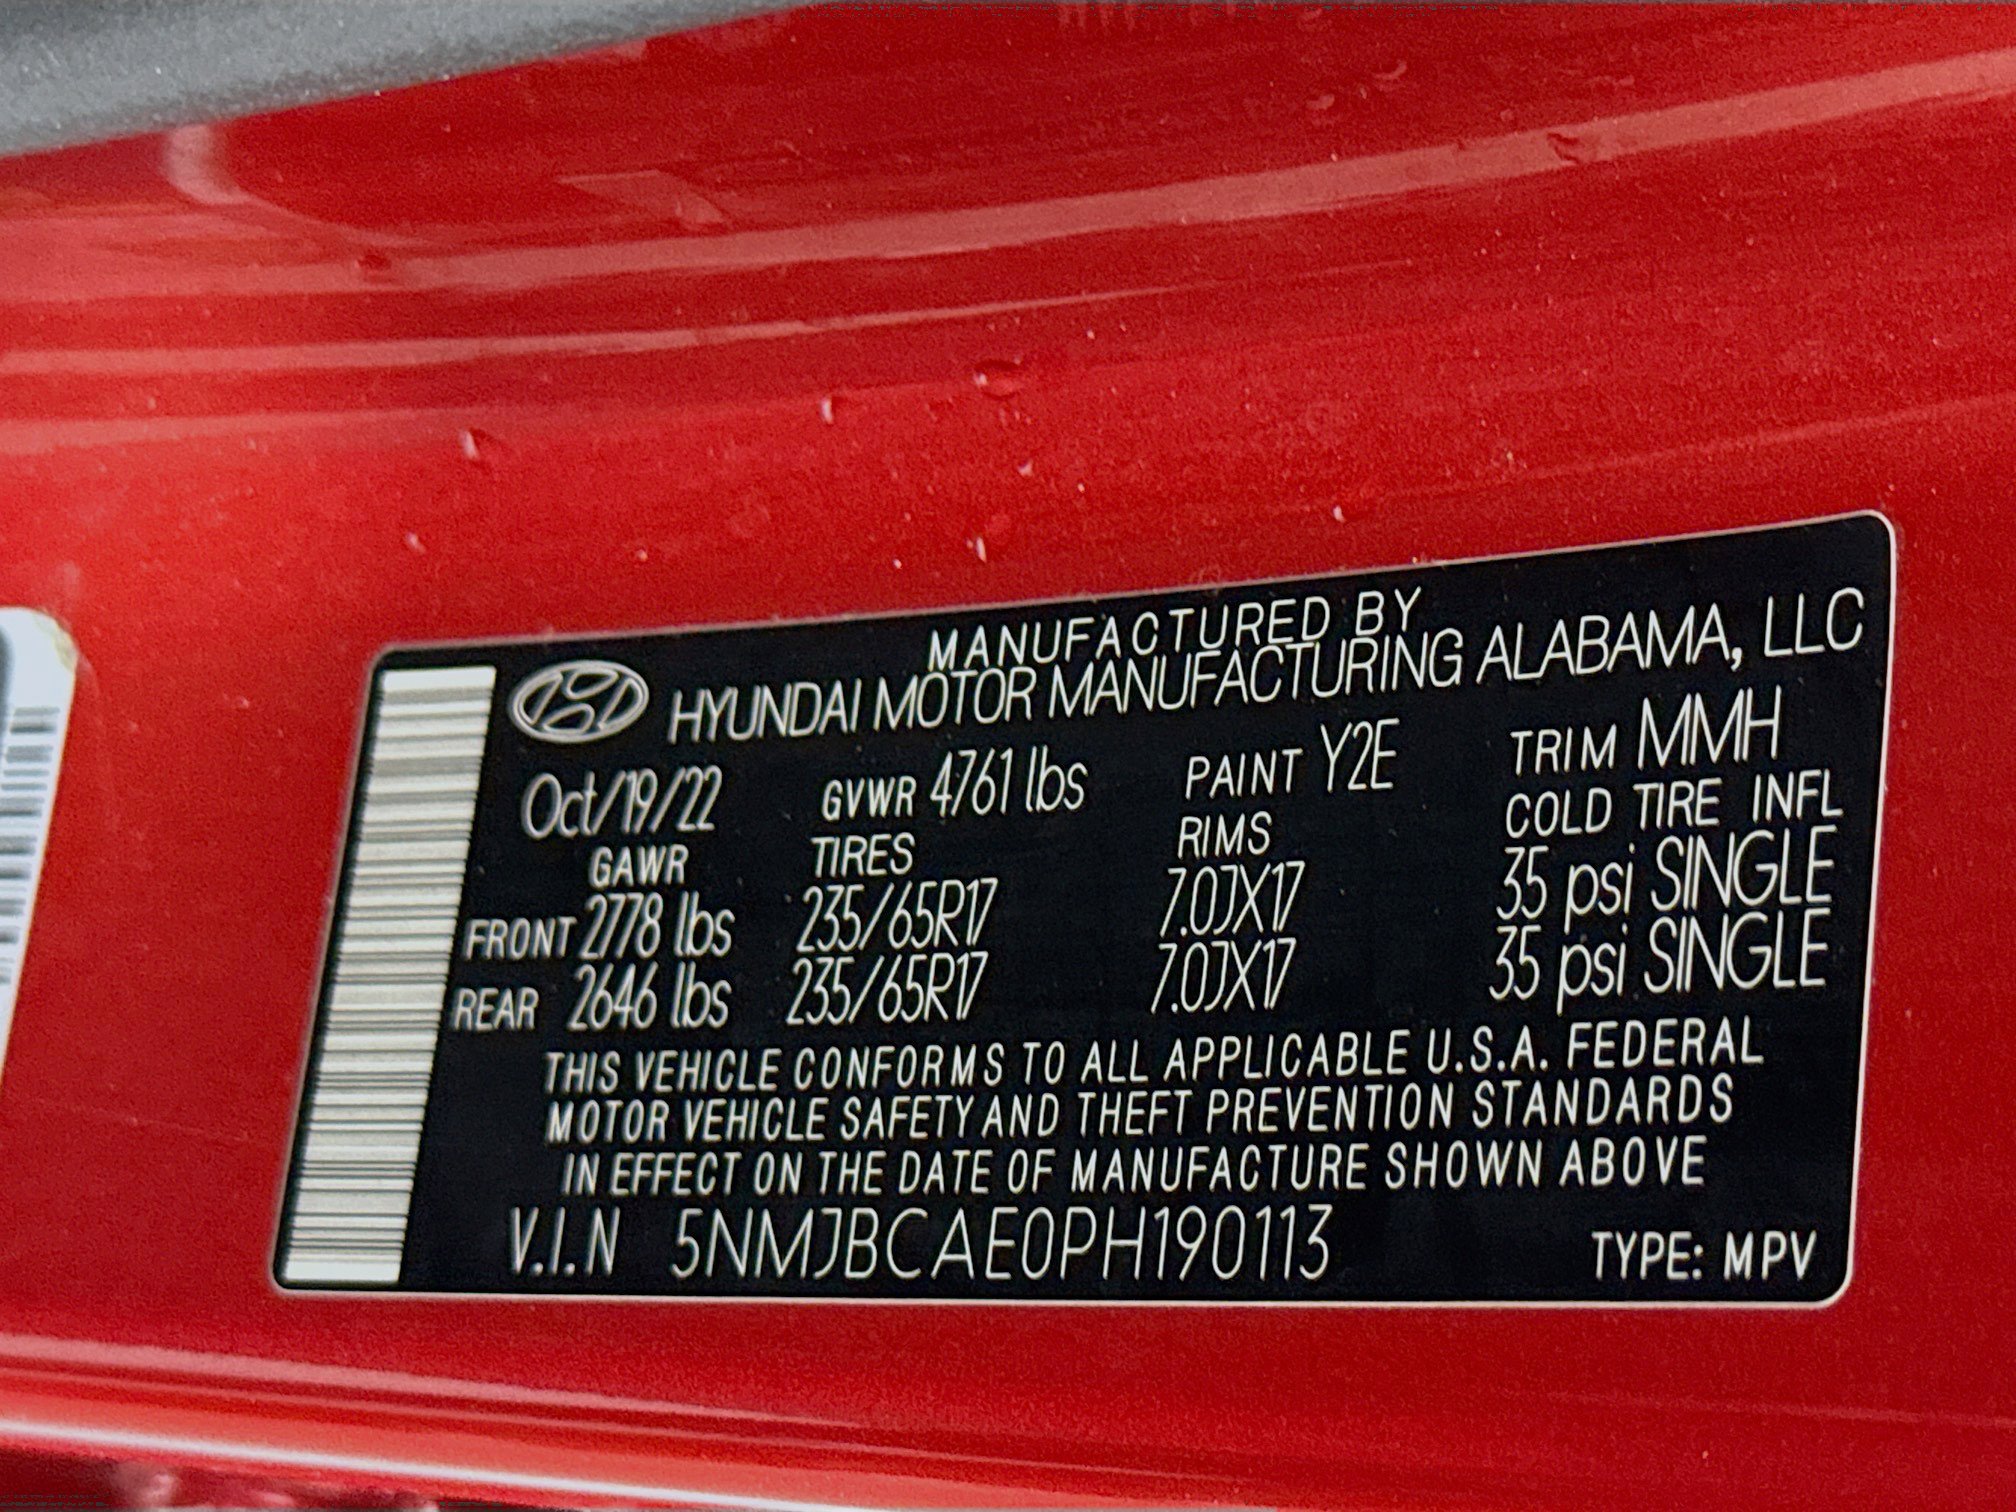 MANUFACTURED BY
HYUNDAI MOTOR MANUFACTURING ALABAMA, LLC
Oct/19/22 GVWR 4761 lbs PAINT Y2E TRIM MMH
GAWR TIRES RIMS COLD TIRE INFL
FRONT 2778 lbs 235/65R17 7.0JX17 35 psi SINGLE
REAR 2646 lbs 235/65R17 7.0JX17 35 psi SINGLE
THIS VEHICLE CONFORMS TO ALL APPLICABLE U.S.A. FEDERAL
MOTOR VEHICLE SAFETY AND THEFT PREVENTION STANDARDS
IN EFFECT ON THE DATE OF MANUFACTURE SHOWN ABOVE
V.I.N 5NMJBCAE0PH190113 TYPE: MPV